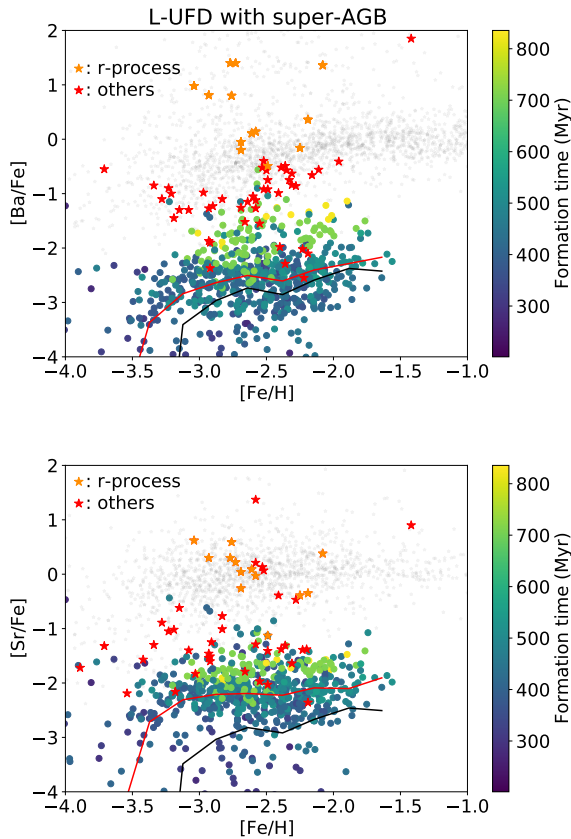 L-UFD with super-AGB
2
1
0
−1
−2
−3
−4
[Ba/Fe]
★: r-process
★: others
−4.0 −3.5 −3.0 −2.5 −2.0 −1.5 −1.0
[Fe/H]
800
700
600
500
400
300
Formation time (Myr)
2
1
0
−1
−2
−3
−4
[Sr/Fe]
★: r-process
★: others
−4.0 −3.5 −3.0 −2.5 −2.0 −1.5 −1.0
[Fe/H]
800
700
600
500
400
300
Formation time (Myr)